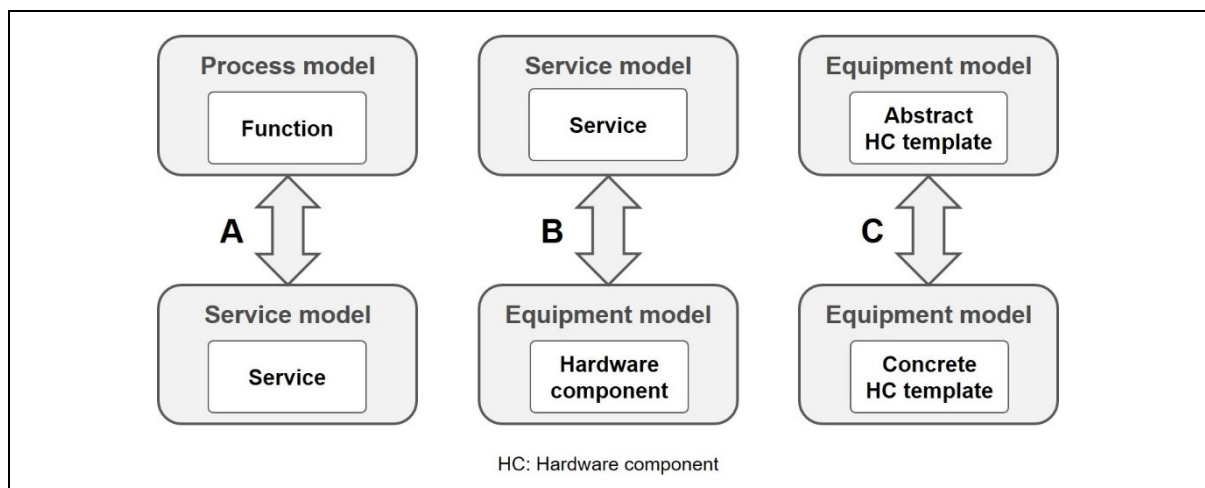 Process model
Function
A
Service model
Service
Service model
Service
B
Equipment model
Hardware
component
Equipment model
Abstract
HC template
C
Equipment model
Concrete
HC template
HC: Hardware component